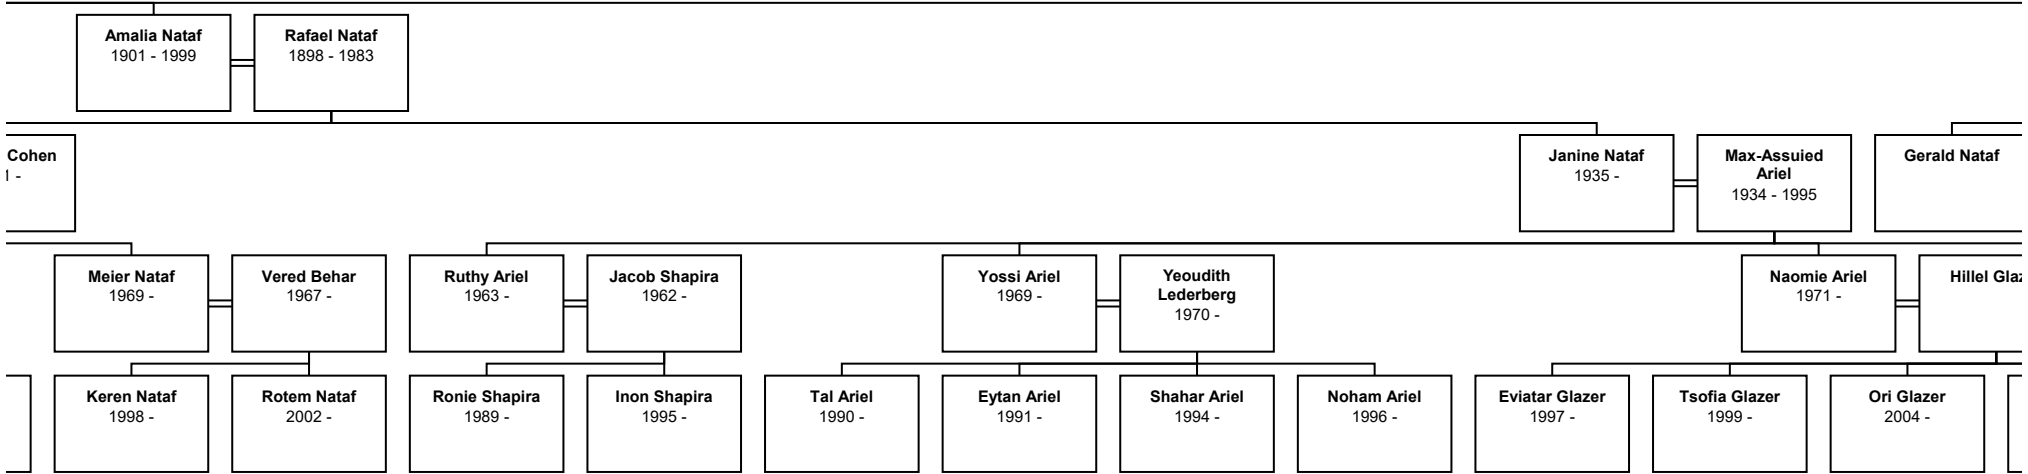 Amalia Nataf
1901 - 1999
Rafael Nataf
1898 - 1983
Cohen
1 -
Janine Nataf
1935 -
Max-Assuied
Ariel
1934 - 1995
Gerald Nataf
Meier Nataf
1969 -
Vered Behar
1967 -
Ruthy Ariel
1963 -
Jacob Shapira
1962 -
Yossi Ariel
1969 -
Yeoudith
Lederberg
1970 -
Naomie Ariel
1971 -
Hillel Glaz
Keren Nataf
1998 -
Rotem Nataf
2002 -
Ronie Shapira
1989 -
Inon Shapira
1995 -
Tal Ariel
1990 -
Eytan Ariel
1991 -
Shahar Ariel
1994 -
Noham Ariel
1996 -
Eviatar Glazer
1997 -
Tsofia Glazer
1999 -
Ori Glazer
2004 -